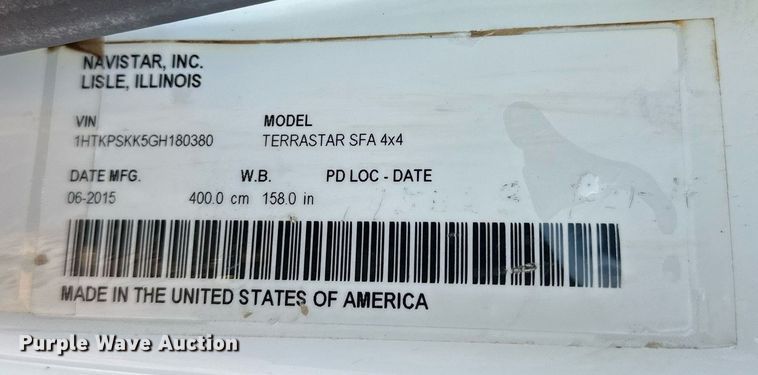 NAVISTAR, INC.
LISLE, ILLINOIS
VIN MODEL
1HTKPSKK5GH180380 TERRASTAR SFA 4x4
DATE MFG. W.B. PD LOC - DATE
06-2015 400.0 cm 158.0 in
MADE IN THE UNITED STATES OF AMERICA
Purple Wave Auction